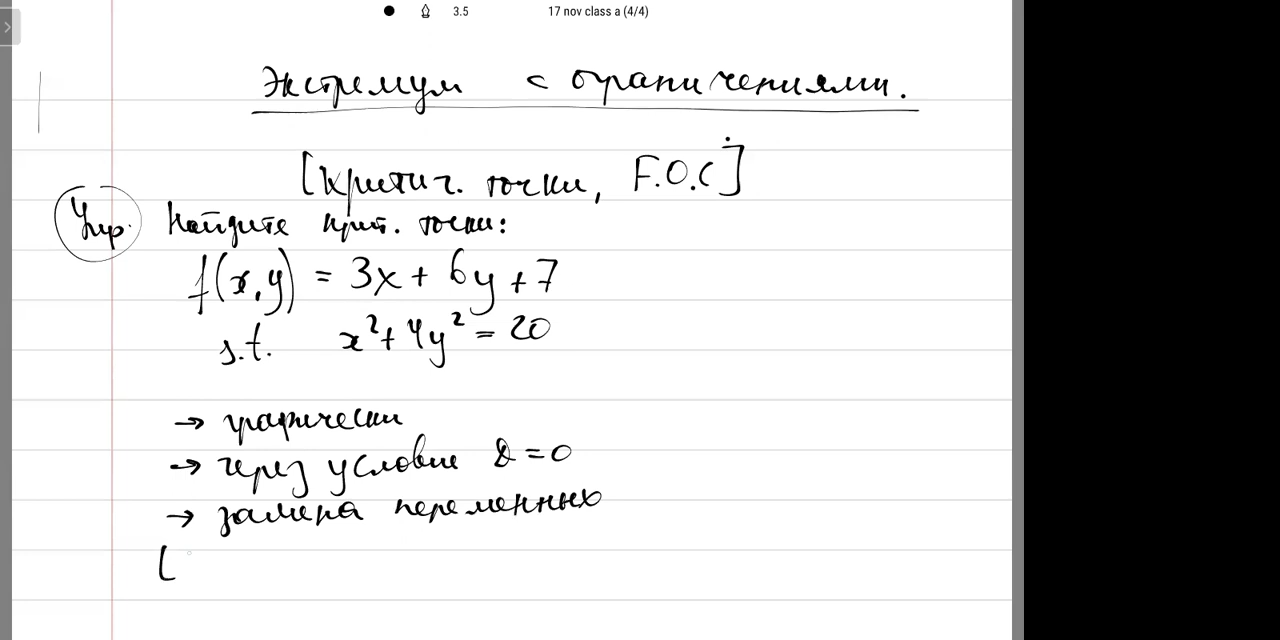 3.5 17 nov class a (4/4)
Экстремум с ограничениями.
[Критич. точки, F.O.C.]
Упр. Найдите крит. точки:
f(x,y) = 3x + 6y + 7
s.t. x² + 4y² = 20
→ графически
→ через условие D = 0
→ замена переменных
[